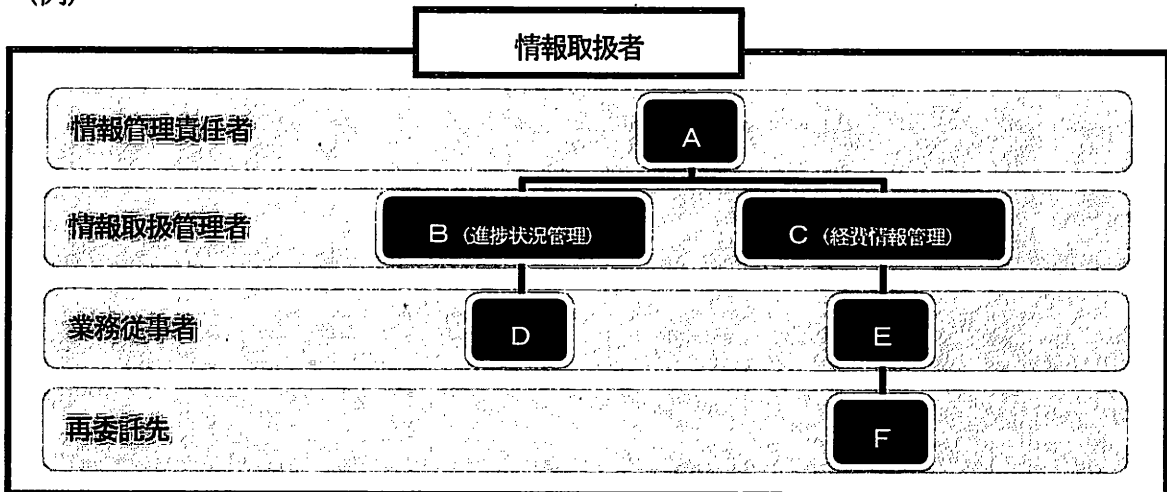 (例)
情報取扱者
情報管理責任者
A
情報取扱管理者
B (進捗状況管理)
C (経費情報管理)
業務従事者
D
E
再委託先
F